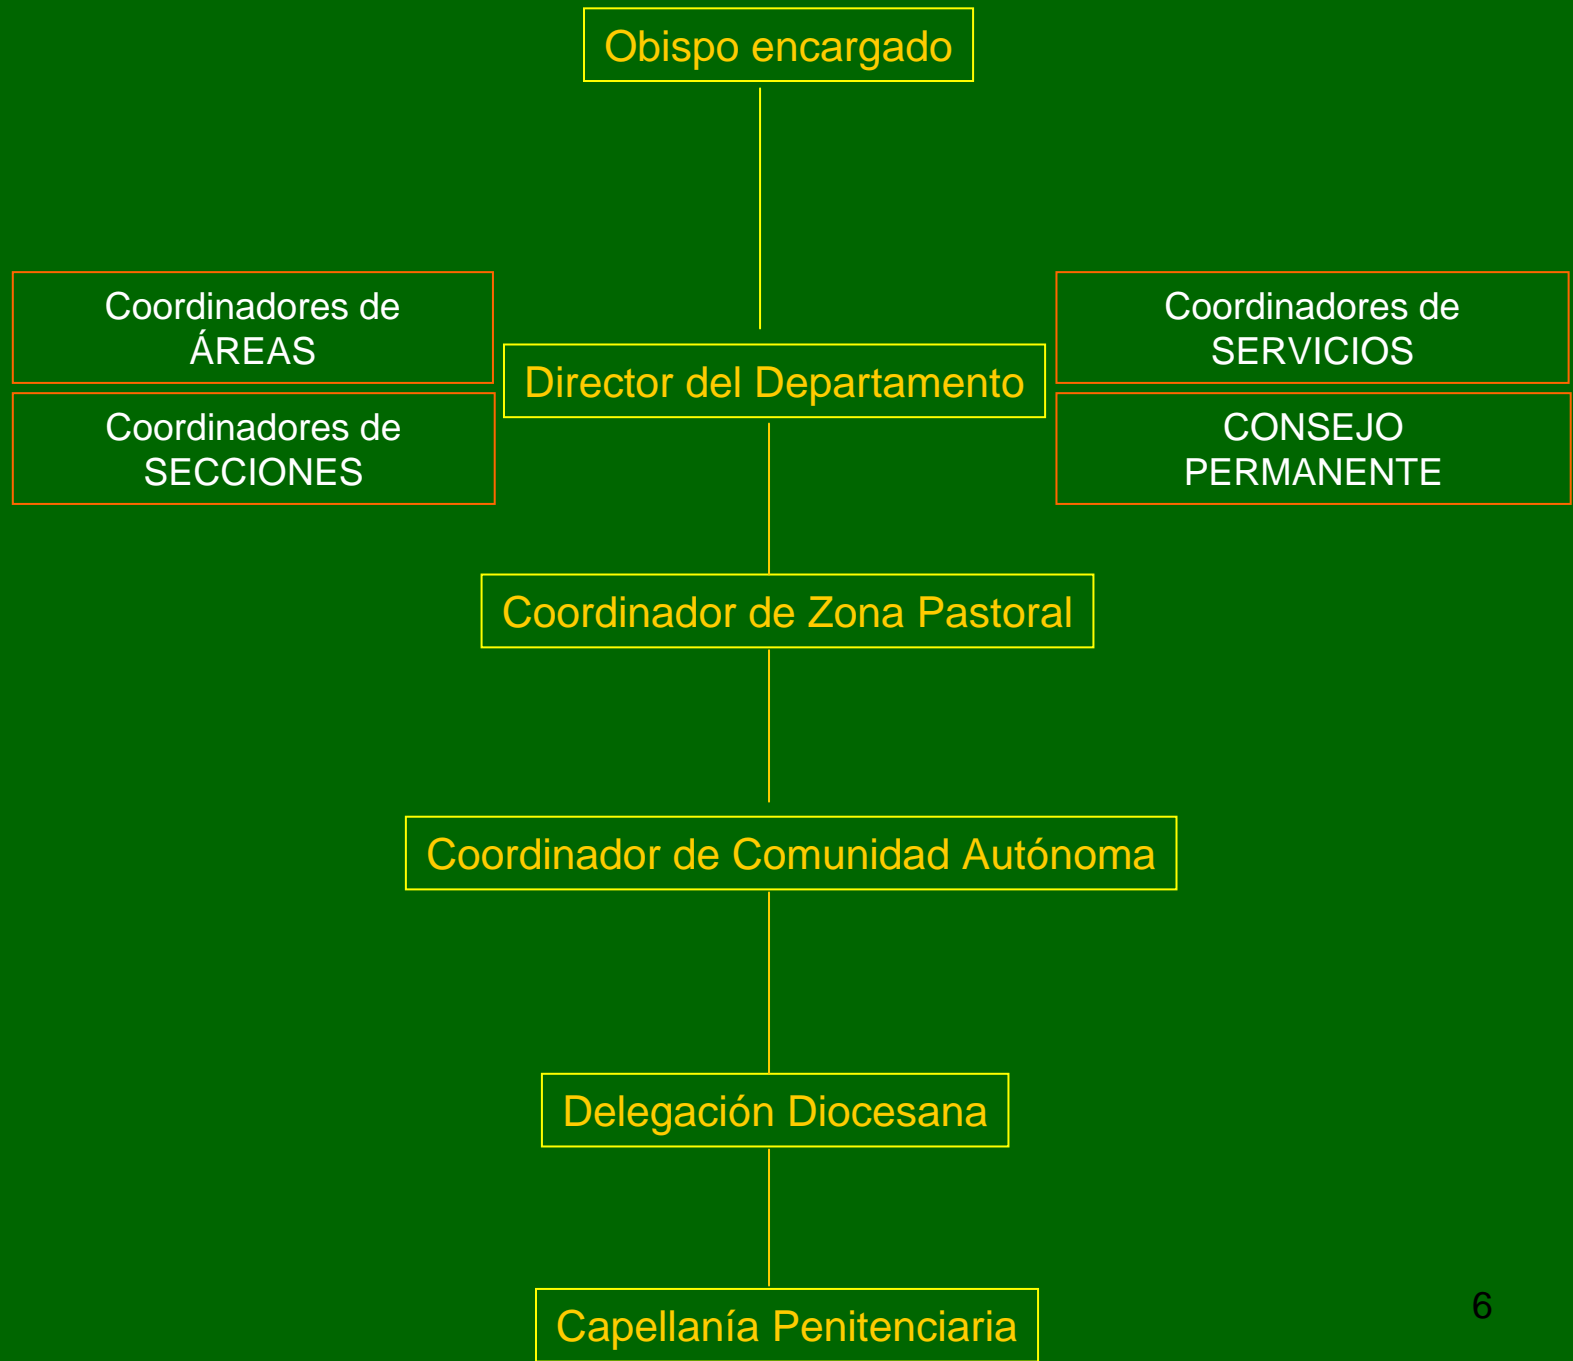 Obispo encargado
Coordinadores de
ÁREAS
Coordinadores de
SERVICIOS
Director del Departamento
Coordinadores de
SECCIONES
CONSEJO
PERMANENTE
Coordinador de Zona Pastoral
Coordinador de Comunidad Autónoma
Delegación Diocesana
Capellanía Penitenciaria
6